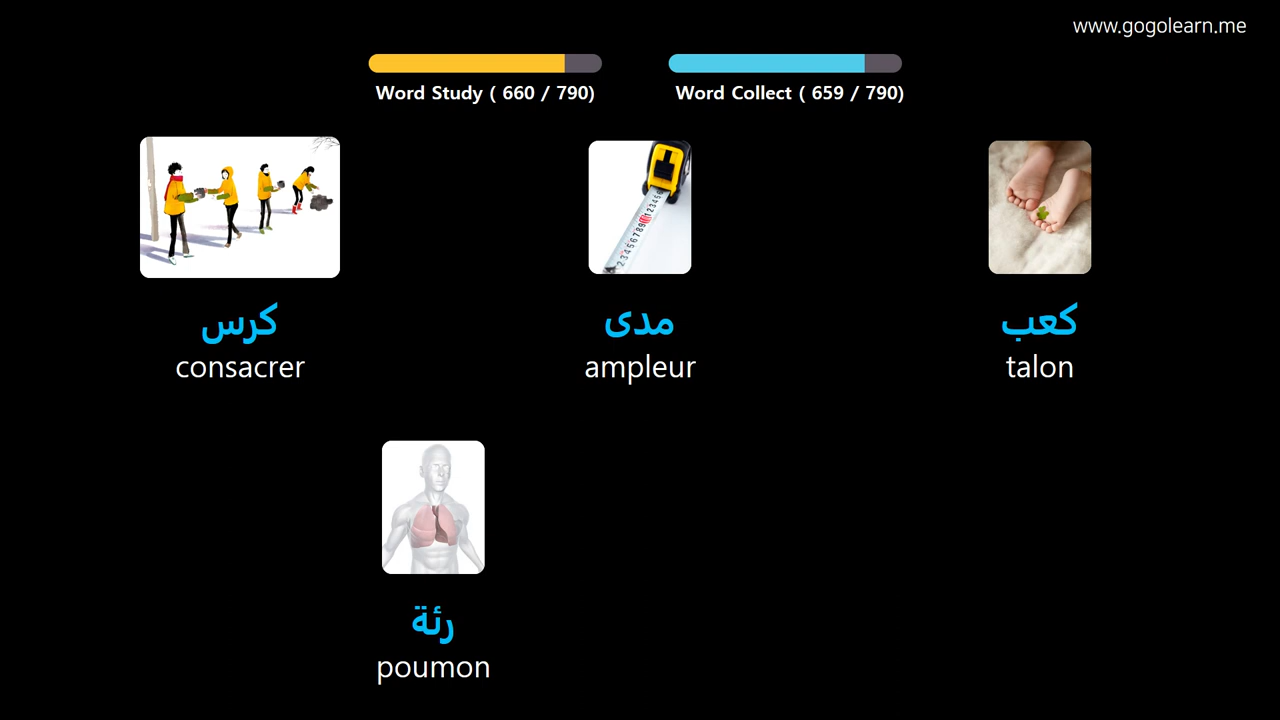 www.gogolearn.me
Word Study ( 660 / 790)
Word Collect ( 659 / 790)
كرس
consacrer
مدى
ampleur
كعب
talon
رئة
poumon